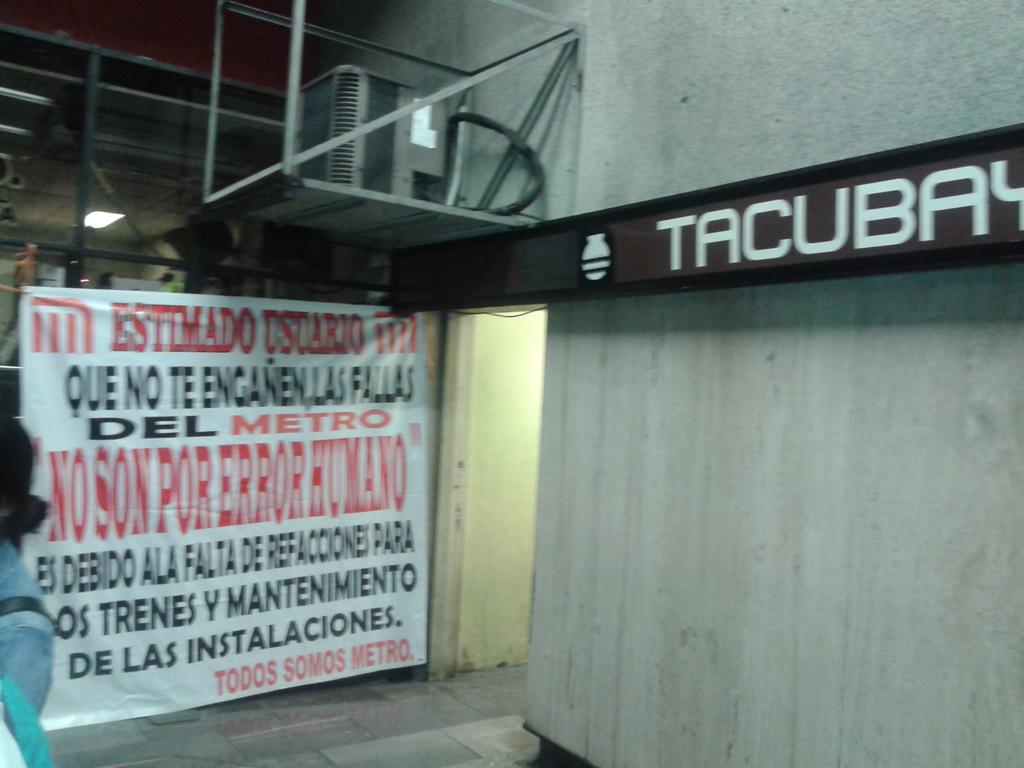 ESTIMADO USUARIO
QUE NO TE ENGAÑEN, LAS FALLAS
DEL METRO
"NO SON POR ERROR HUMANO"
ES DEBIDO ALA FALTA DE REFACCIONES PARA
LOS TRENES Y MANTENIMIENTO
DE LAS INSTALACIONES.
TODOS SOMOS METRO.
TACUBAY